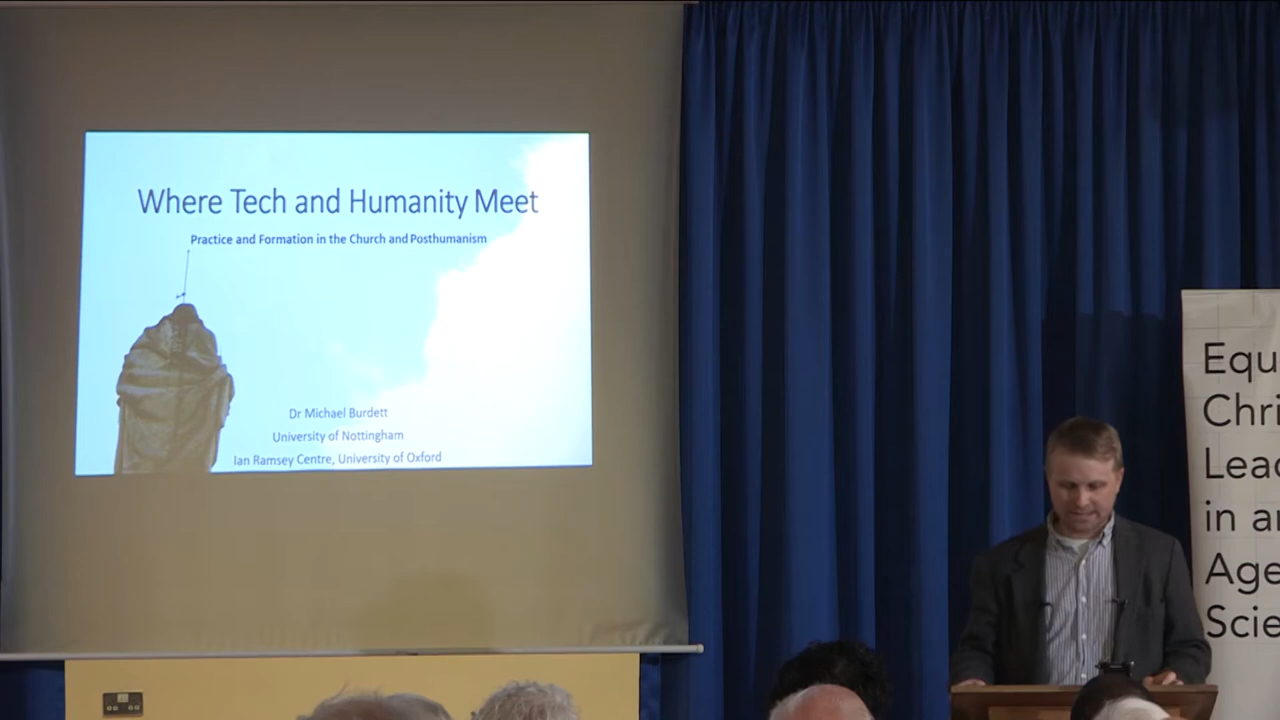 Where Tech and Humanity Meet
Practice and Formation in the Church and Posthumanism
Dr Michael Burdett
University of Nottingham
Ian Ramsey Centre, University of Oxford
Equ
Chri
Lead
in a
Age
Scie